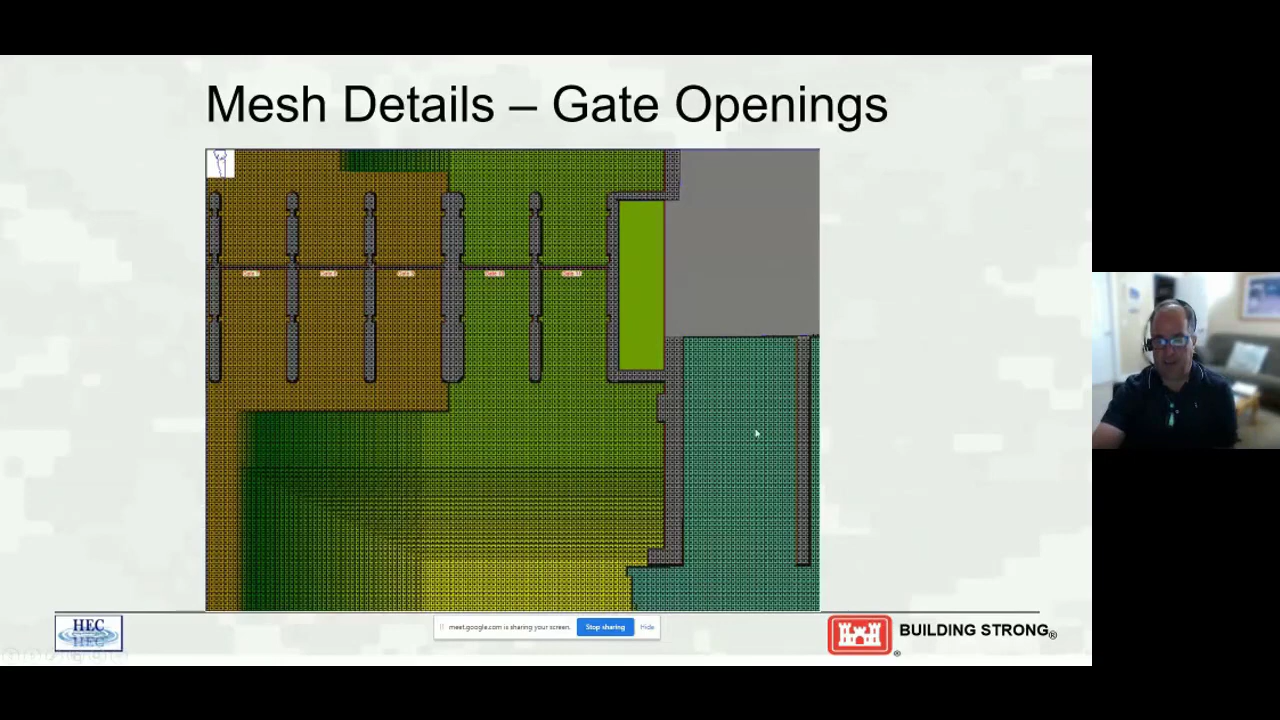 Mesh Details – Gate Openings
HEC
meet.google.com is sharing your screen.
Stop sharing
Hide
BUILDING STRONG®
®